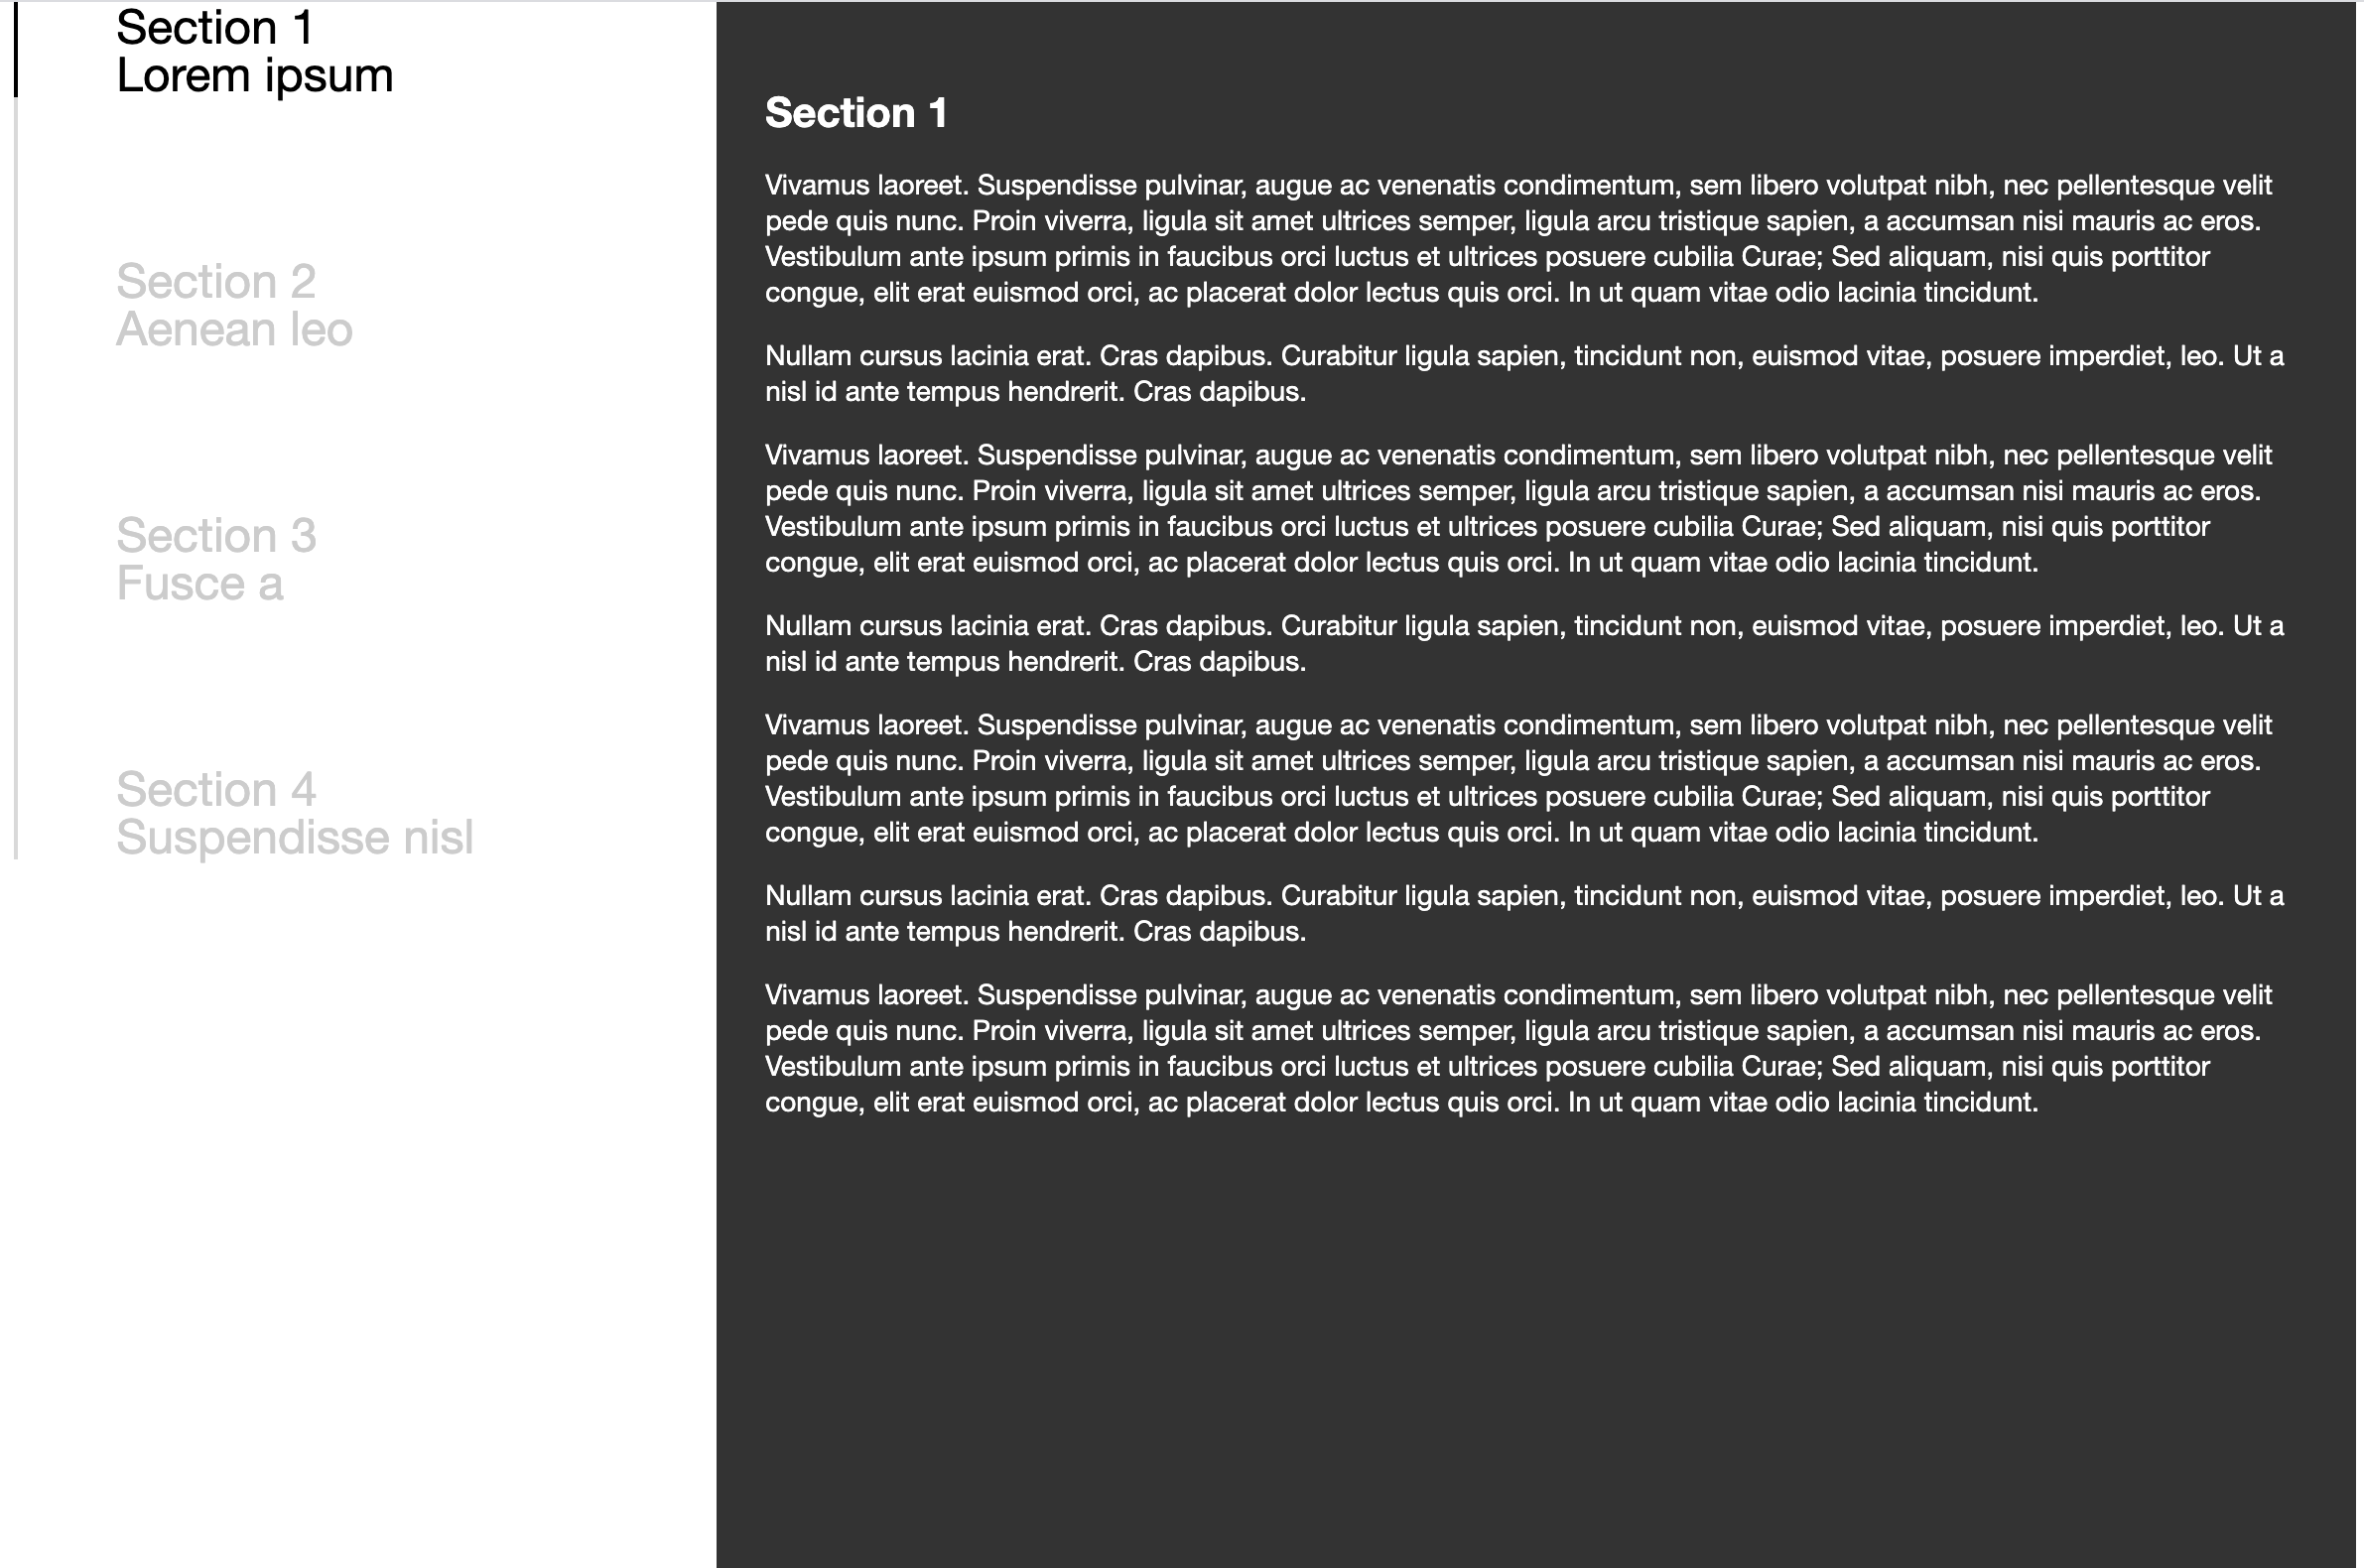 Section 1
Lorem ipsum
Section 2
Aenean leo
Section 3
Fusce a
Section 4
Suspendisse nisl
Section 1
Vivamus laoreet. Suspendisse pulvinar, augue ac venenatis condimentum, sem libero volutpat nibh, nec pellentesque velit
pede quis nunc. Proin viverra, ligula sit amet ultrices semper, ligula arcu tristique sapien, a accumsan nisi mauris ac eros.
Vestibulum ante ipsum primis in faucibus orci luctus et ultrices posuere cubilia Curae; Sed aliquam, nisi quis porttitor
congue, elit erat euismod orci, ac placerat dolor lectus quis orci. In ut quam vitae odio lacinia tincidunt.
Nullam cursus lacinia erat. Cras dapibus. Curabitur ligula sapien, tincidunt non, euismod vitae, posuere imperdiet, leo. Ut a
nisl id ante tempus hendrerit. Cras dapibus.
Vivamus laoreet. Suspendisse pulvinar, augue ac venenatis condimentum, sem libero volutpat nibh, nec pellentesque velit
pede quis nunc. Proin viverra, ligula sit amet ultrices semper, ligula arcu tristique sapien, a accumsan nisi mauris ac eros.
Vestibulum ante ipsum primis in faucibus orci luctus et ultrices posuere cubilia Curae; Sed aliquam, nisi quis porttitor
congue, elit erat euismod orci, ac placerat dolor lectus quis orci. In ut quam vitae odio lacinia tincidunt.
Nullam cursus lacinia erat. Cras dapibus. Curabitur ligula sapien, tincidunt non, euismod vitae, posuere imperdiet, leo. Ut a
nisl id ante tempus hendrerit. Cras dapibus.
Vivamus laoreet. Suspendisse pulvinar, augue ac venenatis condimentum, sem libero volutpat nibh, nec pellentesque velit
pede quis nunc. Proin viverra, ligula sit amet ultrices semper, ligula arcu tristique sapien, a accumsan nisi mauris ac eros.
Vestibulum ante ipsum primis in faucibus orci luctus et ultrices posuere cubilia Curae; Sed aliquam, nisi quis porttitor
congue, elit erat euismod orci, ac placerat dolor lectus quis orci. In ut quam vitae odio lacinia tincidunt.
Nullam cursus lacinia erat. Cras dapibus. Curabitur ligula sapien, tincidunt non, euismod vitae, posuere imperdiet, leo. Ut a
nisl id ante tempus hendrerit. Cras dapibus.
Vivamus laoreet. Suspendisse pulvinar, augue ac venenatis condimentum, sem libero volutpat nibh, nec pellentesque velit
pede quis nunc. Proin viverra, ligula sit amet ultrices semper, ligula arcu tristique sapien, a accumsan nisi mauris ac eros.
Vestibulum ante ipsum primis in faucibus orci luctus et ultrices posuere cubilia Curae; Sed aliquam, nisi quis porttitor
congue, elit erat euismod orci, ac placerat dolor lectus quis orci. In ut quam vitae odio lacinia tincidunt.